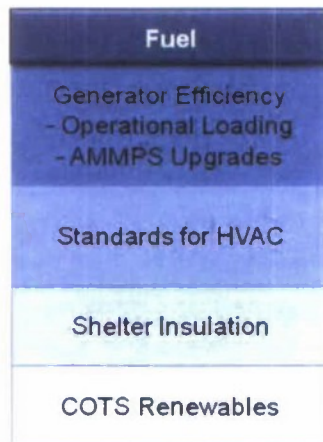 Fuel
Generator Efficiency
- Operational Loading
- AMMPS Upgrades
Standards for HVAC
Shelter Insulation
COTS Renewables